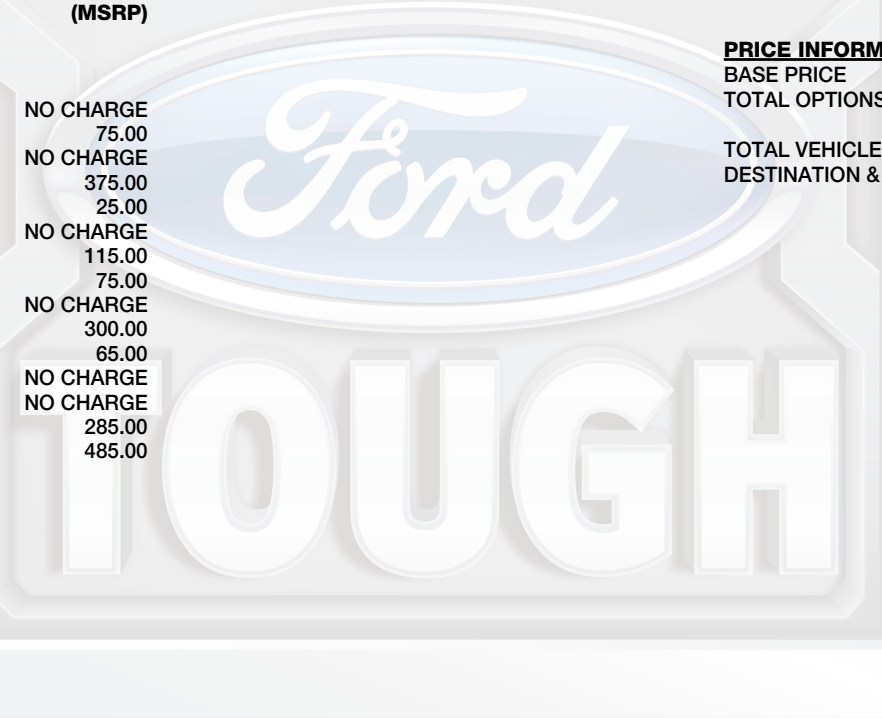 (MSRP)
NO CHARGE
75.00
NO CHARGE
375.00
25.00
NO CHARGE
115.00
75.00
NO CHARGE
300.00
65.00
NO CHARGE
NO CHARGE
285.00
485.00
PRICE INFORM
BASE PRICE
TOTAL OPTIONS
TOTAL VEHICLE
DESTINATION &
Ford
TOUGH